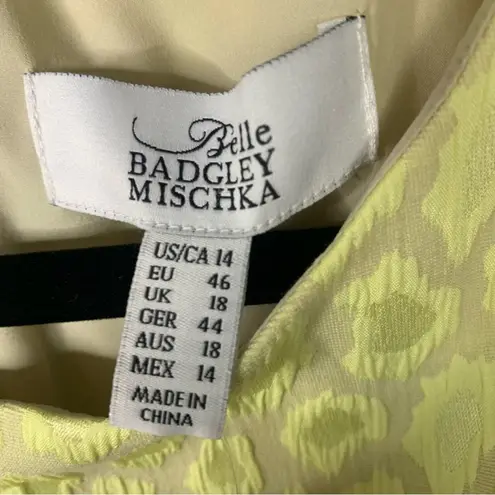 Belle
BADGLEY
MISCHKA
US/CA 14
EU 46
UK 18
GER 44
AUS 18
MEX 14
MADE IN
CHINA